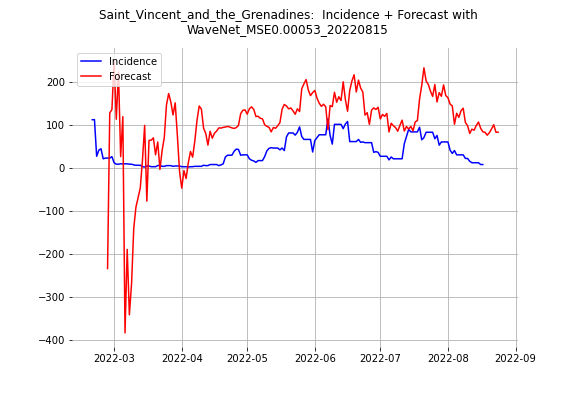 Saint_Vincent_and_the_Grenadines:  Incidence + Forecast with
WaveNet_MSE0.00053_20220815
Incidence
Forecast
200
100
0
−100
−200
−300
−400
2022-03 2022-04 2022-05 2022-06 2022-07 2022-08 2022-09